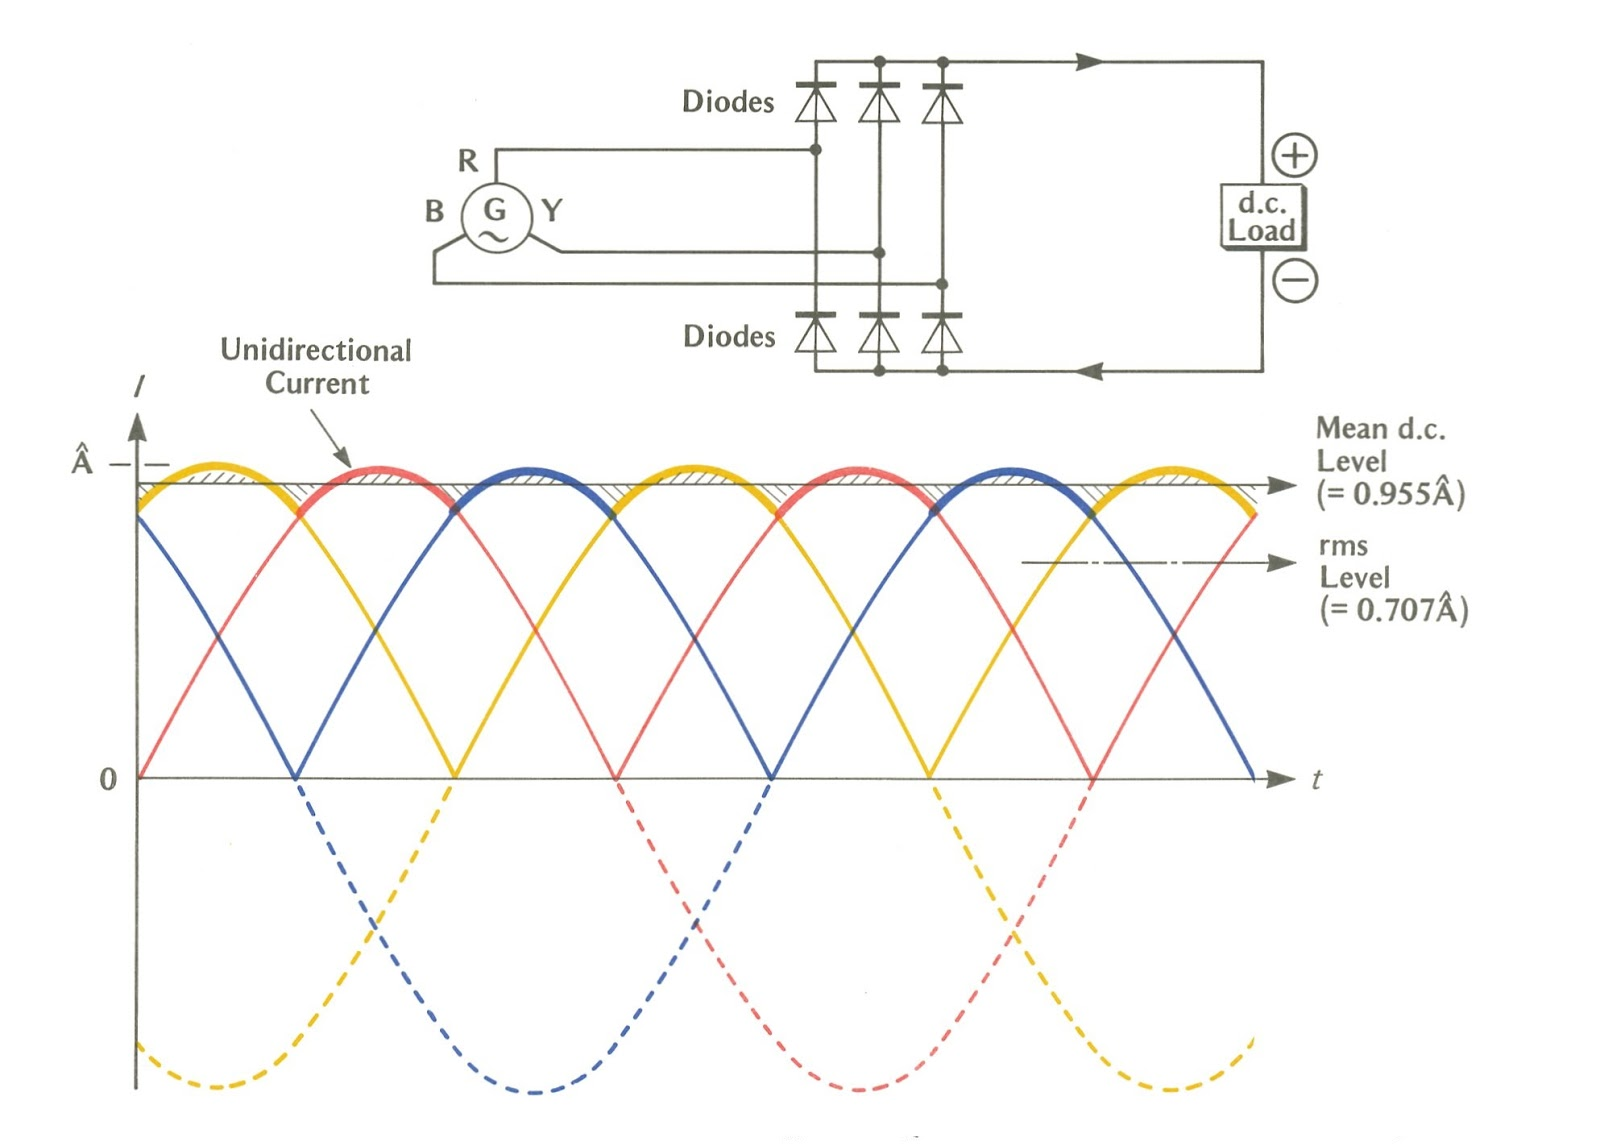 Diodes
R
B
G
Y
~
+
d.c.
Load
−
Diodes
Unidirectional
Current
I
Â
Mean d.c.
Level
(= 0.955Â)
rms
Level
(= 0.707Â)
0
t